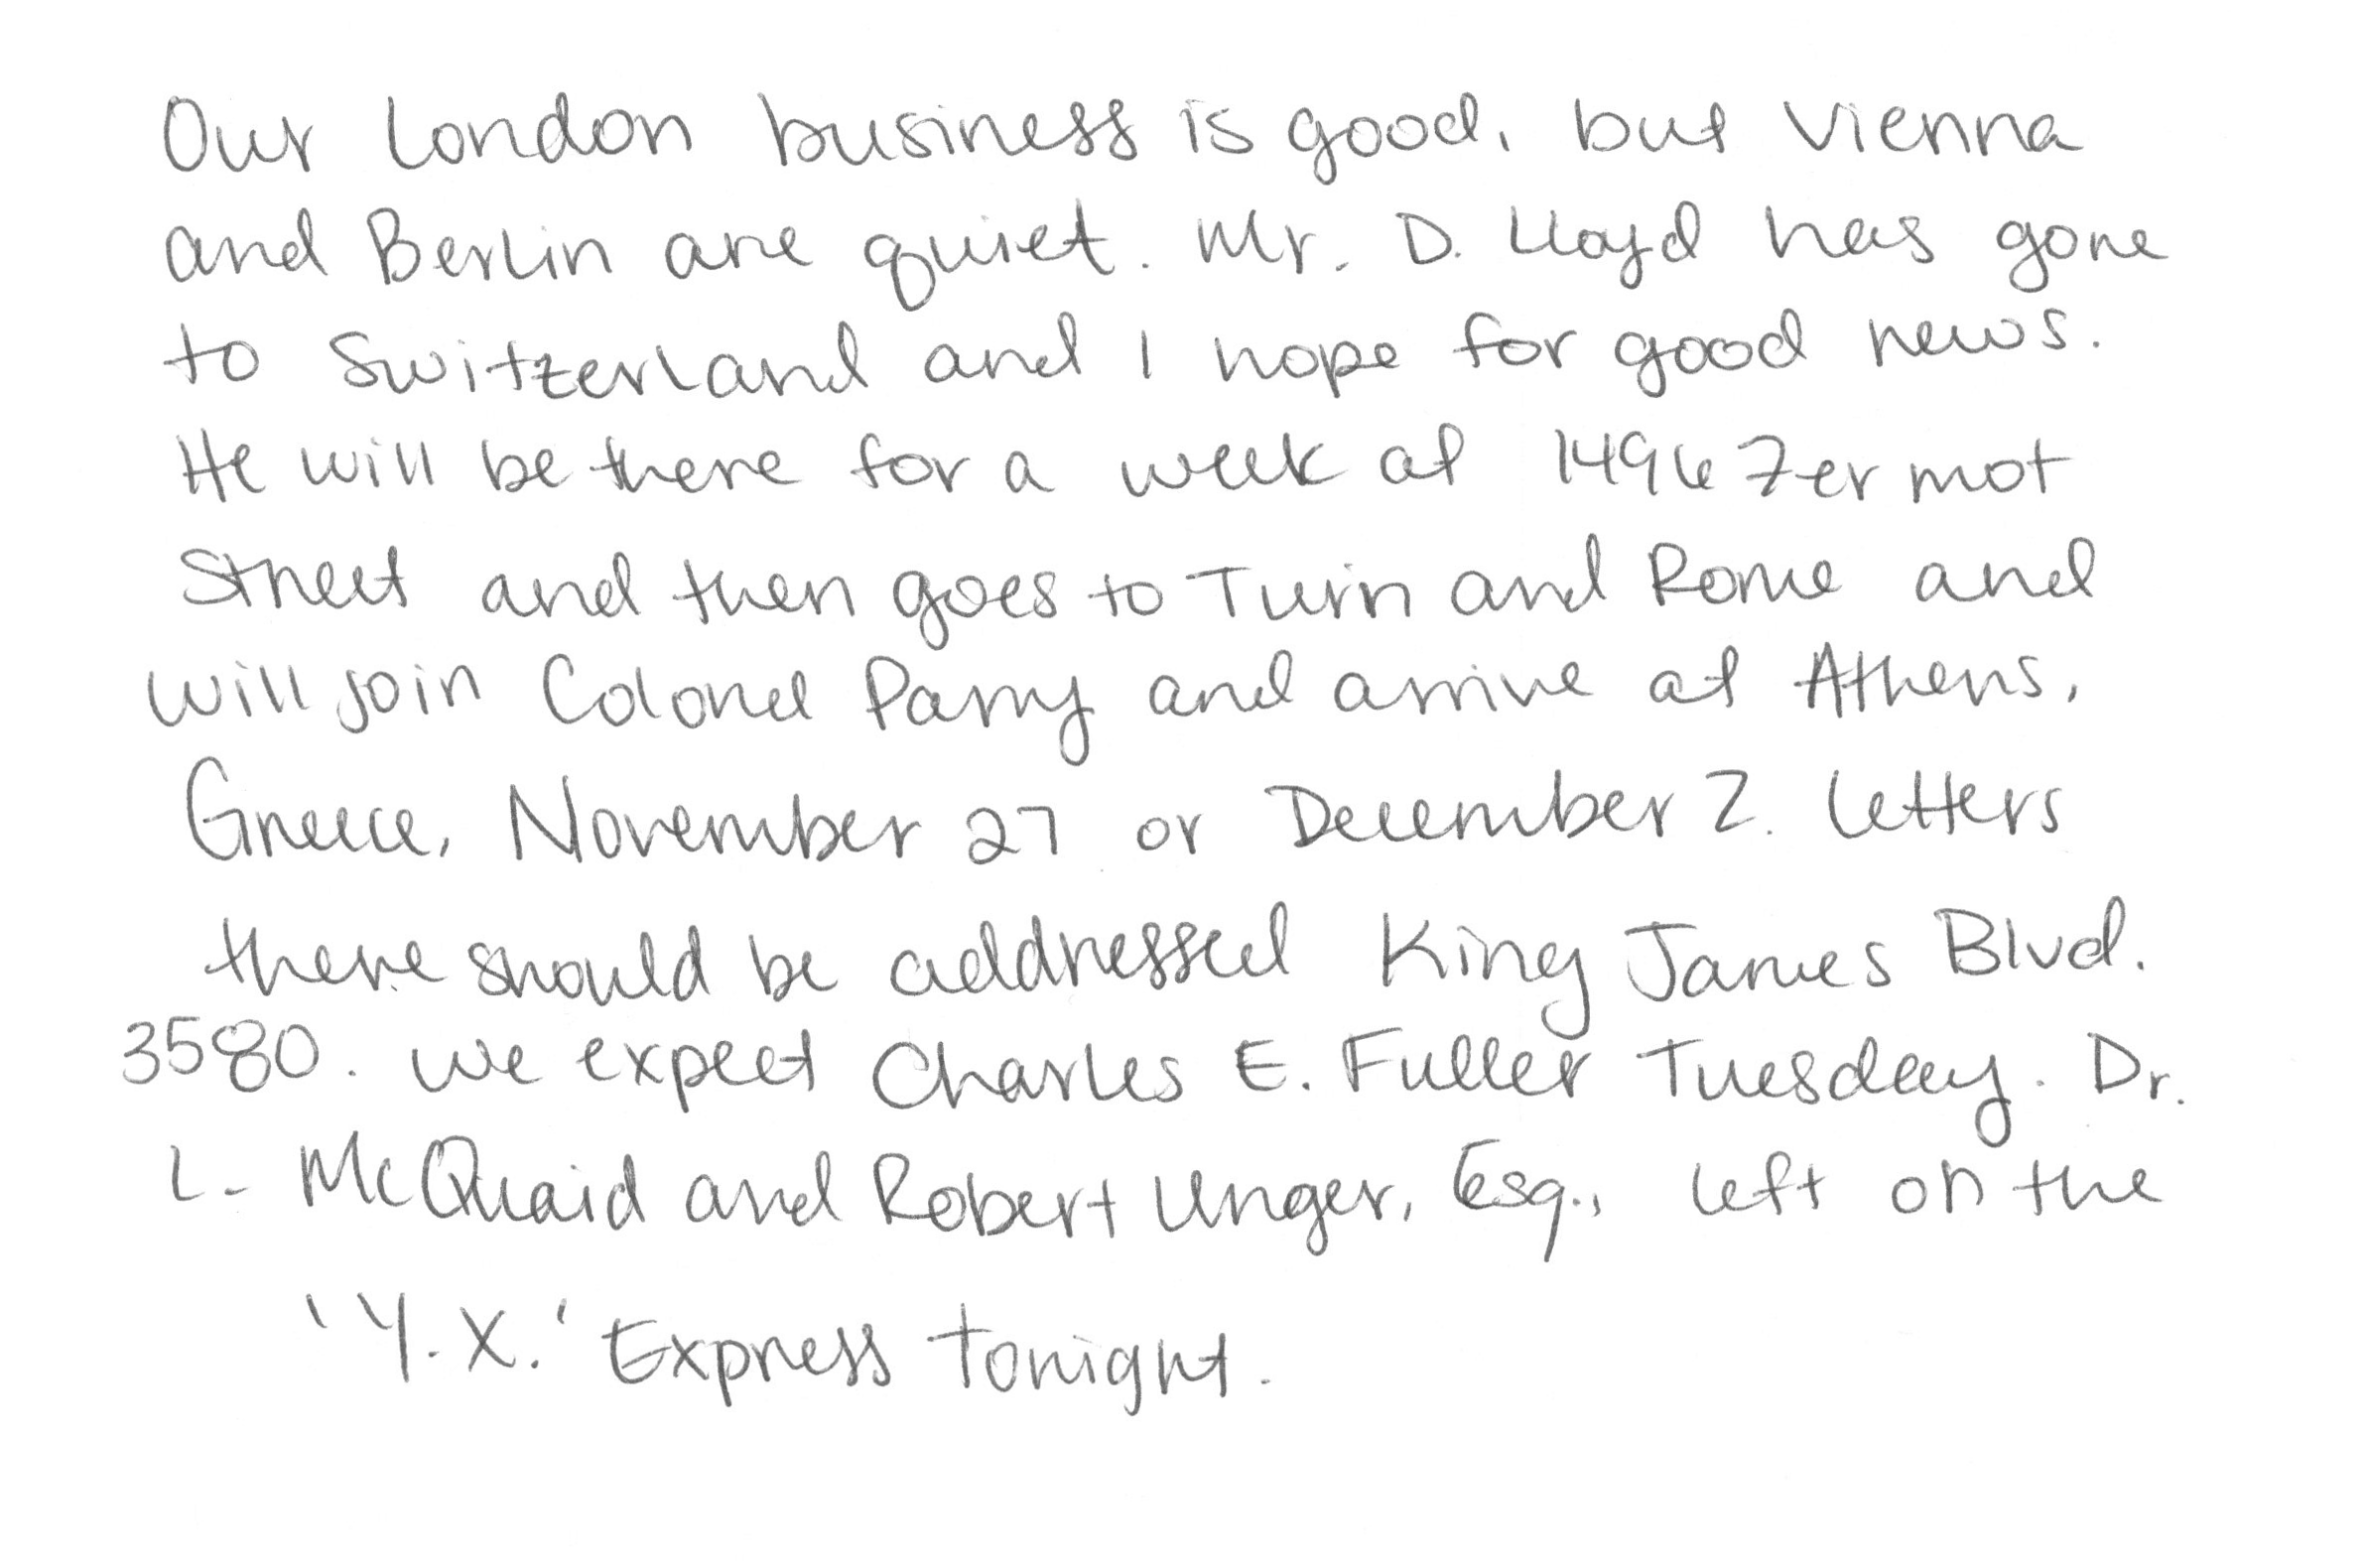 Our London business is good, but Vienna
and Berlin are quiet. Mr. D. Lloyd has gone
to Switzerland and I hope for good news.
He will be there for a week at 1496 Zermot
Street and then goes to Turin and Rome and
will join Colonel Parry and arrive at Athens,
Greece, November 27 or December 2. Letters
there should be addressed King James Blvd.
3580. We expect Charles E. Fuller Tuesday. Dr.
L. McQuaid and Robert Unger, Esq., left on the
'Y.X.' Express tonight.